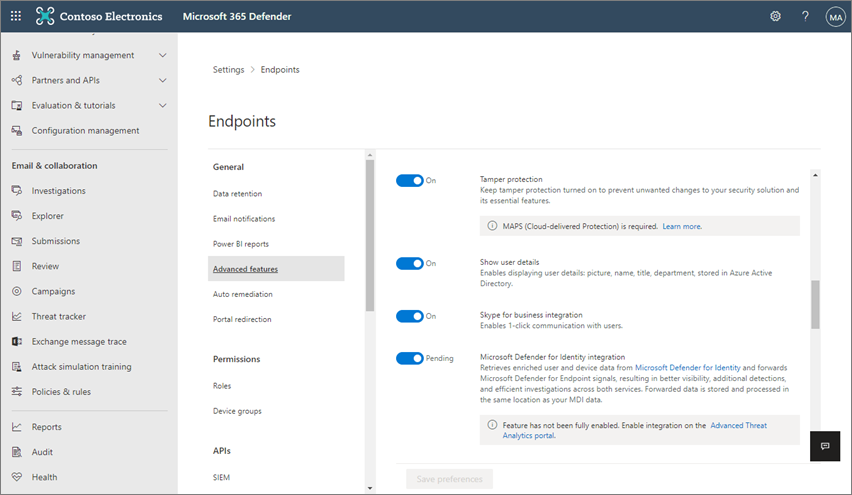 Contoso Electronics
Microsoft 365 Defender
?
MA
Vulnerability management
Partners and APIs
Evaluation & tutorials
Configuration management
Email & collaboration
Investigations
Explorer
Submissions
Review
Campaigns
Threat tracker
Exchange message trace
Attack simulation training
Policies & rules
Reports
Audit
Health
Settings > Endpoints
Endpoints
General
Data retention
Email notifications
Power BI reports
Advanced features
Auto remediation
Portal redirection
Permissions
Roles
Device groups
APIs
SIEM
On
Tamper protection
Keep tamper protection turned on to prevent unwanted changes to your security solution and
its essential features.
MAPS (Cloud-delivered Protection) is required. Learn more.
On
Show user details
Enables displaying user details: picture, name, title, department, stored in Azure Active
Directory.
On
Skype for business integration
Enables 1-click communication with users.
Pending
Microsoft Defender for Identity integration
Retrieves enriched user and device data from Microsoft Defender for Identity and forwards
Microsoft Defender for Endpoint signals, resulting in better visibility, additional detections,
and efficient investigations across both services. Forwarded data is stored and processed in
the same location as your MDI data.
Feature has not been fully enabled. Enable integration on the Advanced Threat
Analytics portal.
Save preferences